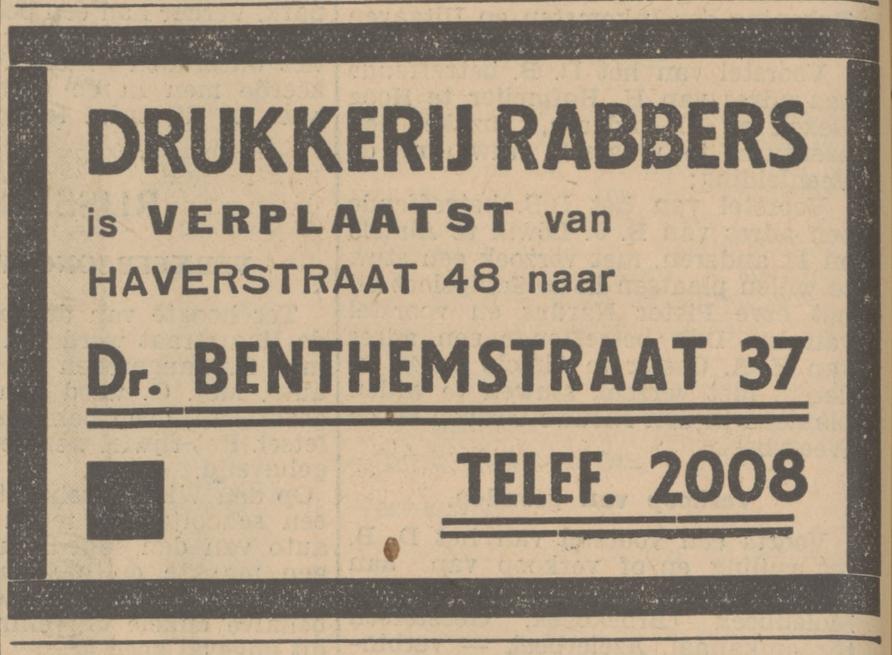 DRUKKERIJ RABBERS
is VERPLAATST van
HAVERSTRAAT 48 naar
Dr. BENTHEMSTRAAT 37
TELEF. 2008